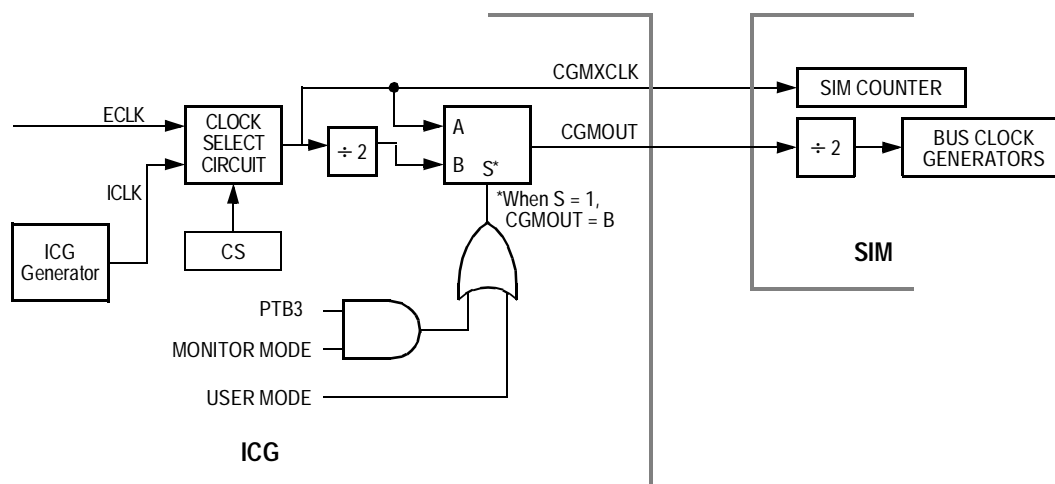 CGMXCLK
SIM COUNTER
ECLK
CLOCK
SELECT
CIRCUIT
÷ 2
A
B
S*
CGMOUT
÷ 2
BUS CLOCK
GENERATORS
ICLK
*When S = 1,
CGMOUT = B
ICG
Generator
CS
SIM
PTB3
MONITOR MODE
USER MODE
ICG